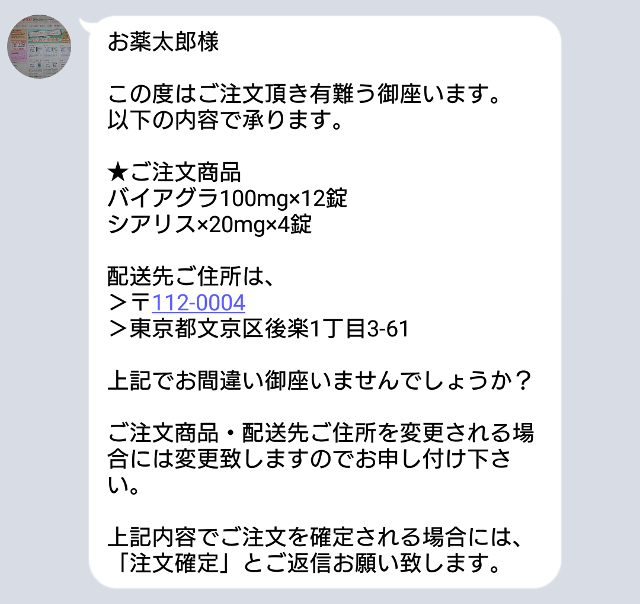 お薬太郎様
この度はご注文頂き有難う御座います。
以下の内容で承ります。
★ご注文商品
バイアグラ100mg×12錠
シアリス×20mg×4錠
配送先ご住所は、
＞〒112-0004
＞東京都文京区後楽1丁目3-61
上記でお間違い御座いませんでしょうか？
ご注文商品・配送先ご住所を変更される場
合には変更致しますのでお申し付け下さ
い。
上記内容でご注文を確定される場合には、
「注文確定」とご返信お願い致します。